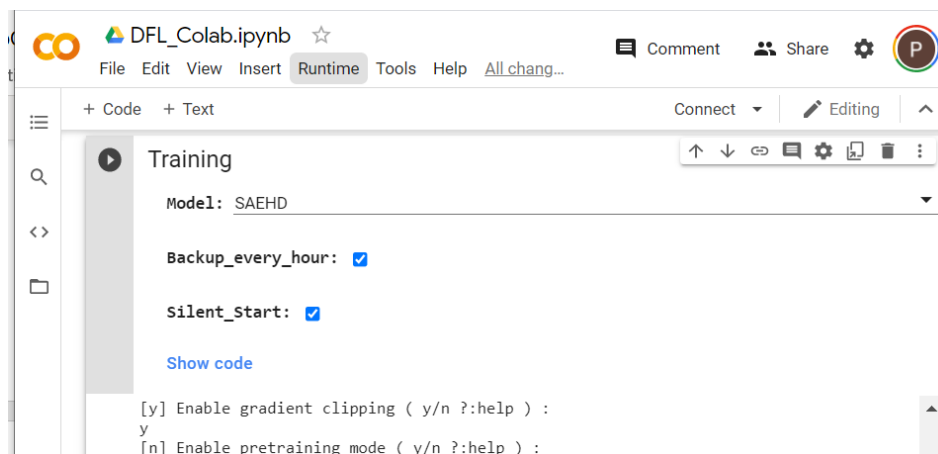 DFL_Colab.ipynb
Comment
Share
P
File Edit View Insert Runtime Tools Help All chang...
+ Code + Text
Connect
Editing
Training
Model: SAEHD
Backup_every_hour:
Silent_Start:
Show code
[y] Enable gradient clipping ( y/n ?:help ) :
y
[n] Enable pretraining mode ( y/n ?:help ) :